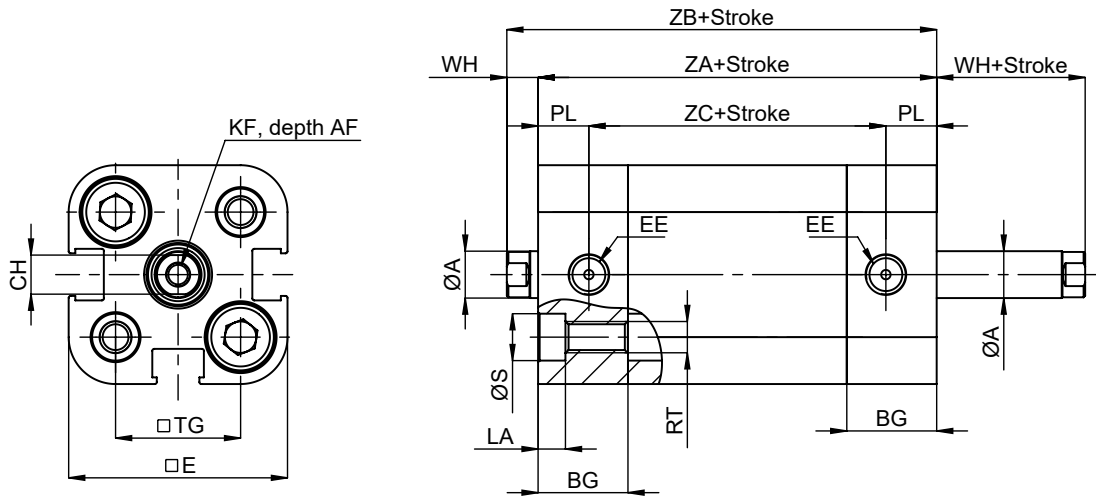 ZB+Stroke
WH
ZA+Stroke
WH+Stroke
PL
ZC+Stroke
PL
KF, depth AF
EE
EE
CH
ØA
ØA
ØS
RT
□TG
LA
BG
□E
BG